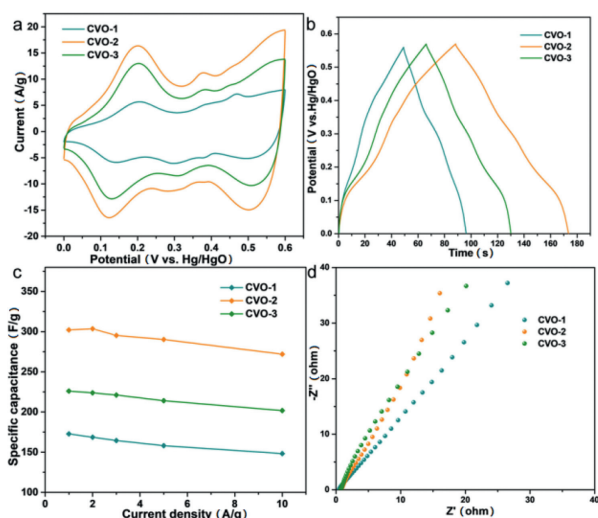 a
CVO-1
CVO-2
CVO-3
Current (A/g)
20
15
10
5
0
-5
-10
-15
-20
0.0 0.1 0.2 0.3 0.4 0.5 0.6
Potential (V vs. Hg/HgO)
b
CVO-1
CVO-2
CVO-3
Potential (V vs.Hg/HgO)
0.6
0.5
0.4
0.3
0.2
0.1
0.0
0 20 40 60 80 100 120 140 160 180
Time (s)
c
CVO-1
CVO-2
CVO-3
Specific capacitance (F/g)
350
300
250
200
150
100
0 2 4 6 8 10
Current density (A/g)
d
CVO-1
CVO-2
CVO-3
-Z'' (ohm)
40
30
20
10
0
0 10 20 30 40
Z' (ohm)